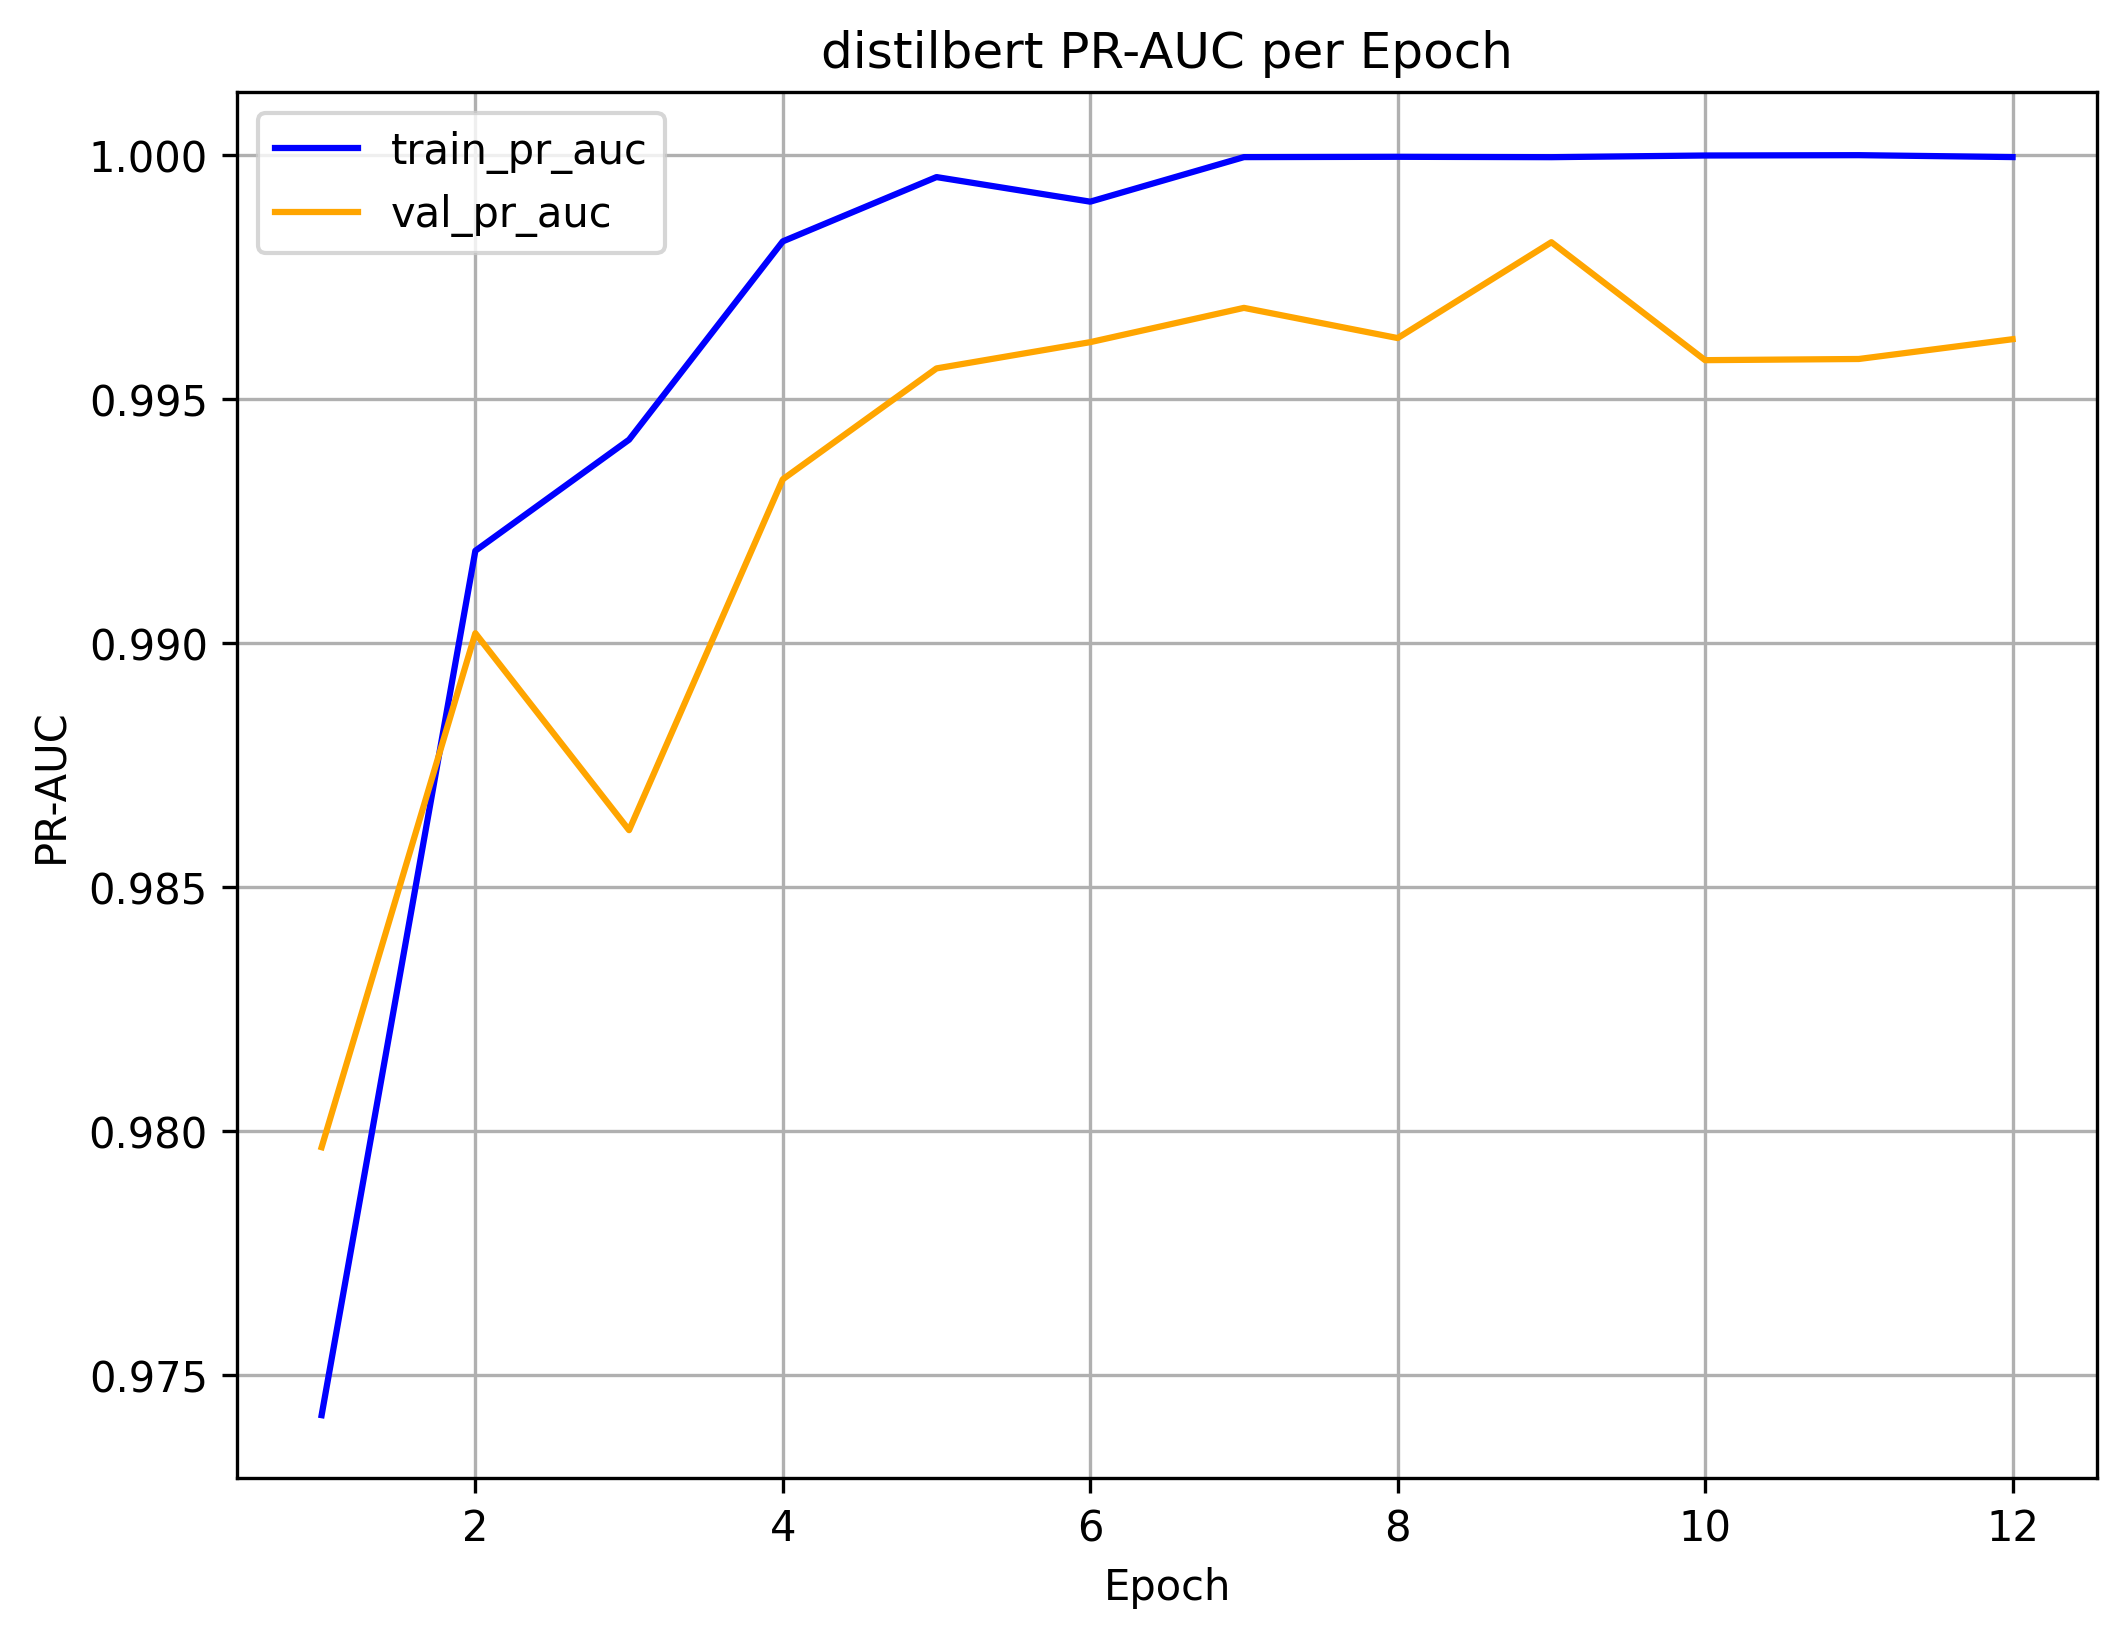 distilbert PR-AUC per Epoch
train_pr_auc
val_pr_auc
1.000
0.995
0.990
0.985
0.980
0.975
PR-AUC
2 4 6 8 10 12
Epoch